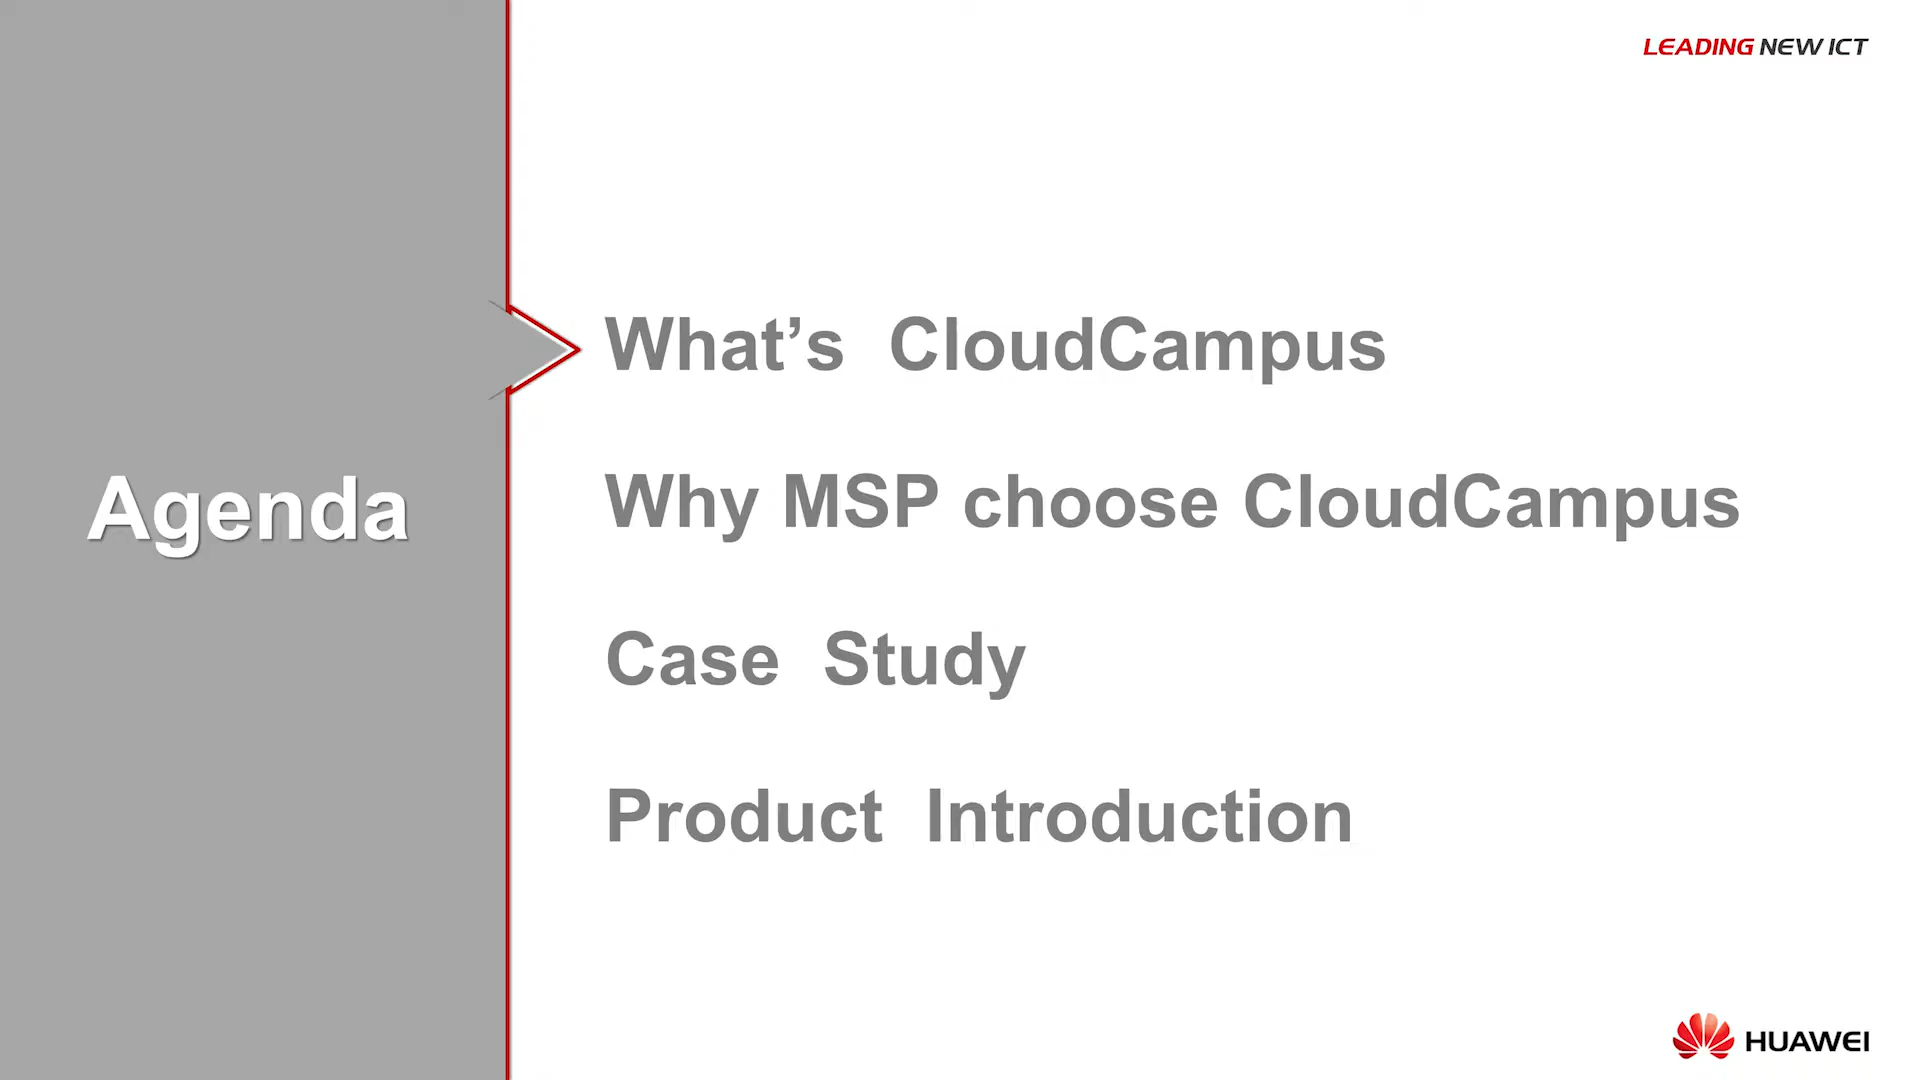 LEADING NEW ICT
What’s CloudCampus
Agenda
Why MSP choose CloudCampus
Case Study
Product Introduction
HUAWEI